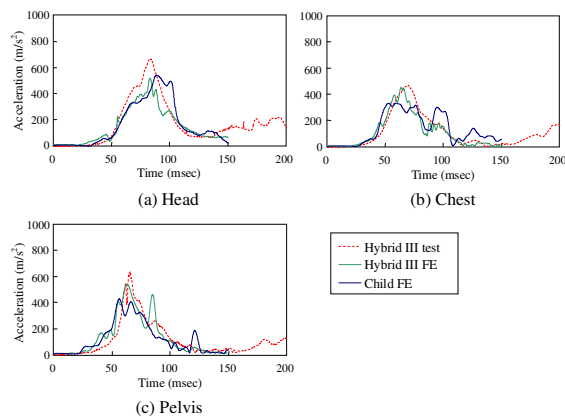 1000
800
600
400
200
0
Acceleration (m/s²)
0 50 100 150 200
Time (msec)
(a) Head
1000
800
600
400
200
0
0 50 100 150 200
Time (msec)
(b) Chest
1000
800
600
400
200
0
Acceleration (m/s²)
0 50 100 150 200
Time (msec)
(c) Pelvis
Hybrid III test
Hybrid III FE
Child FE